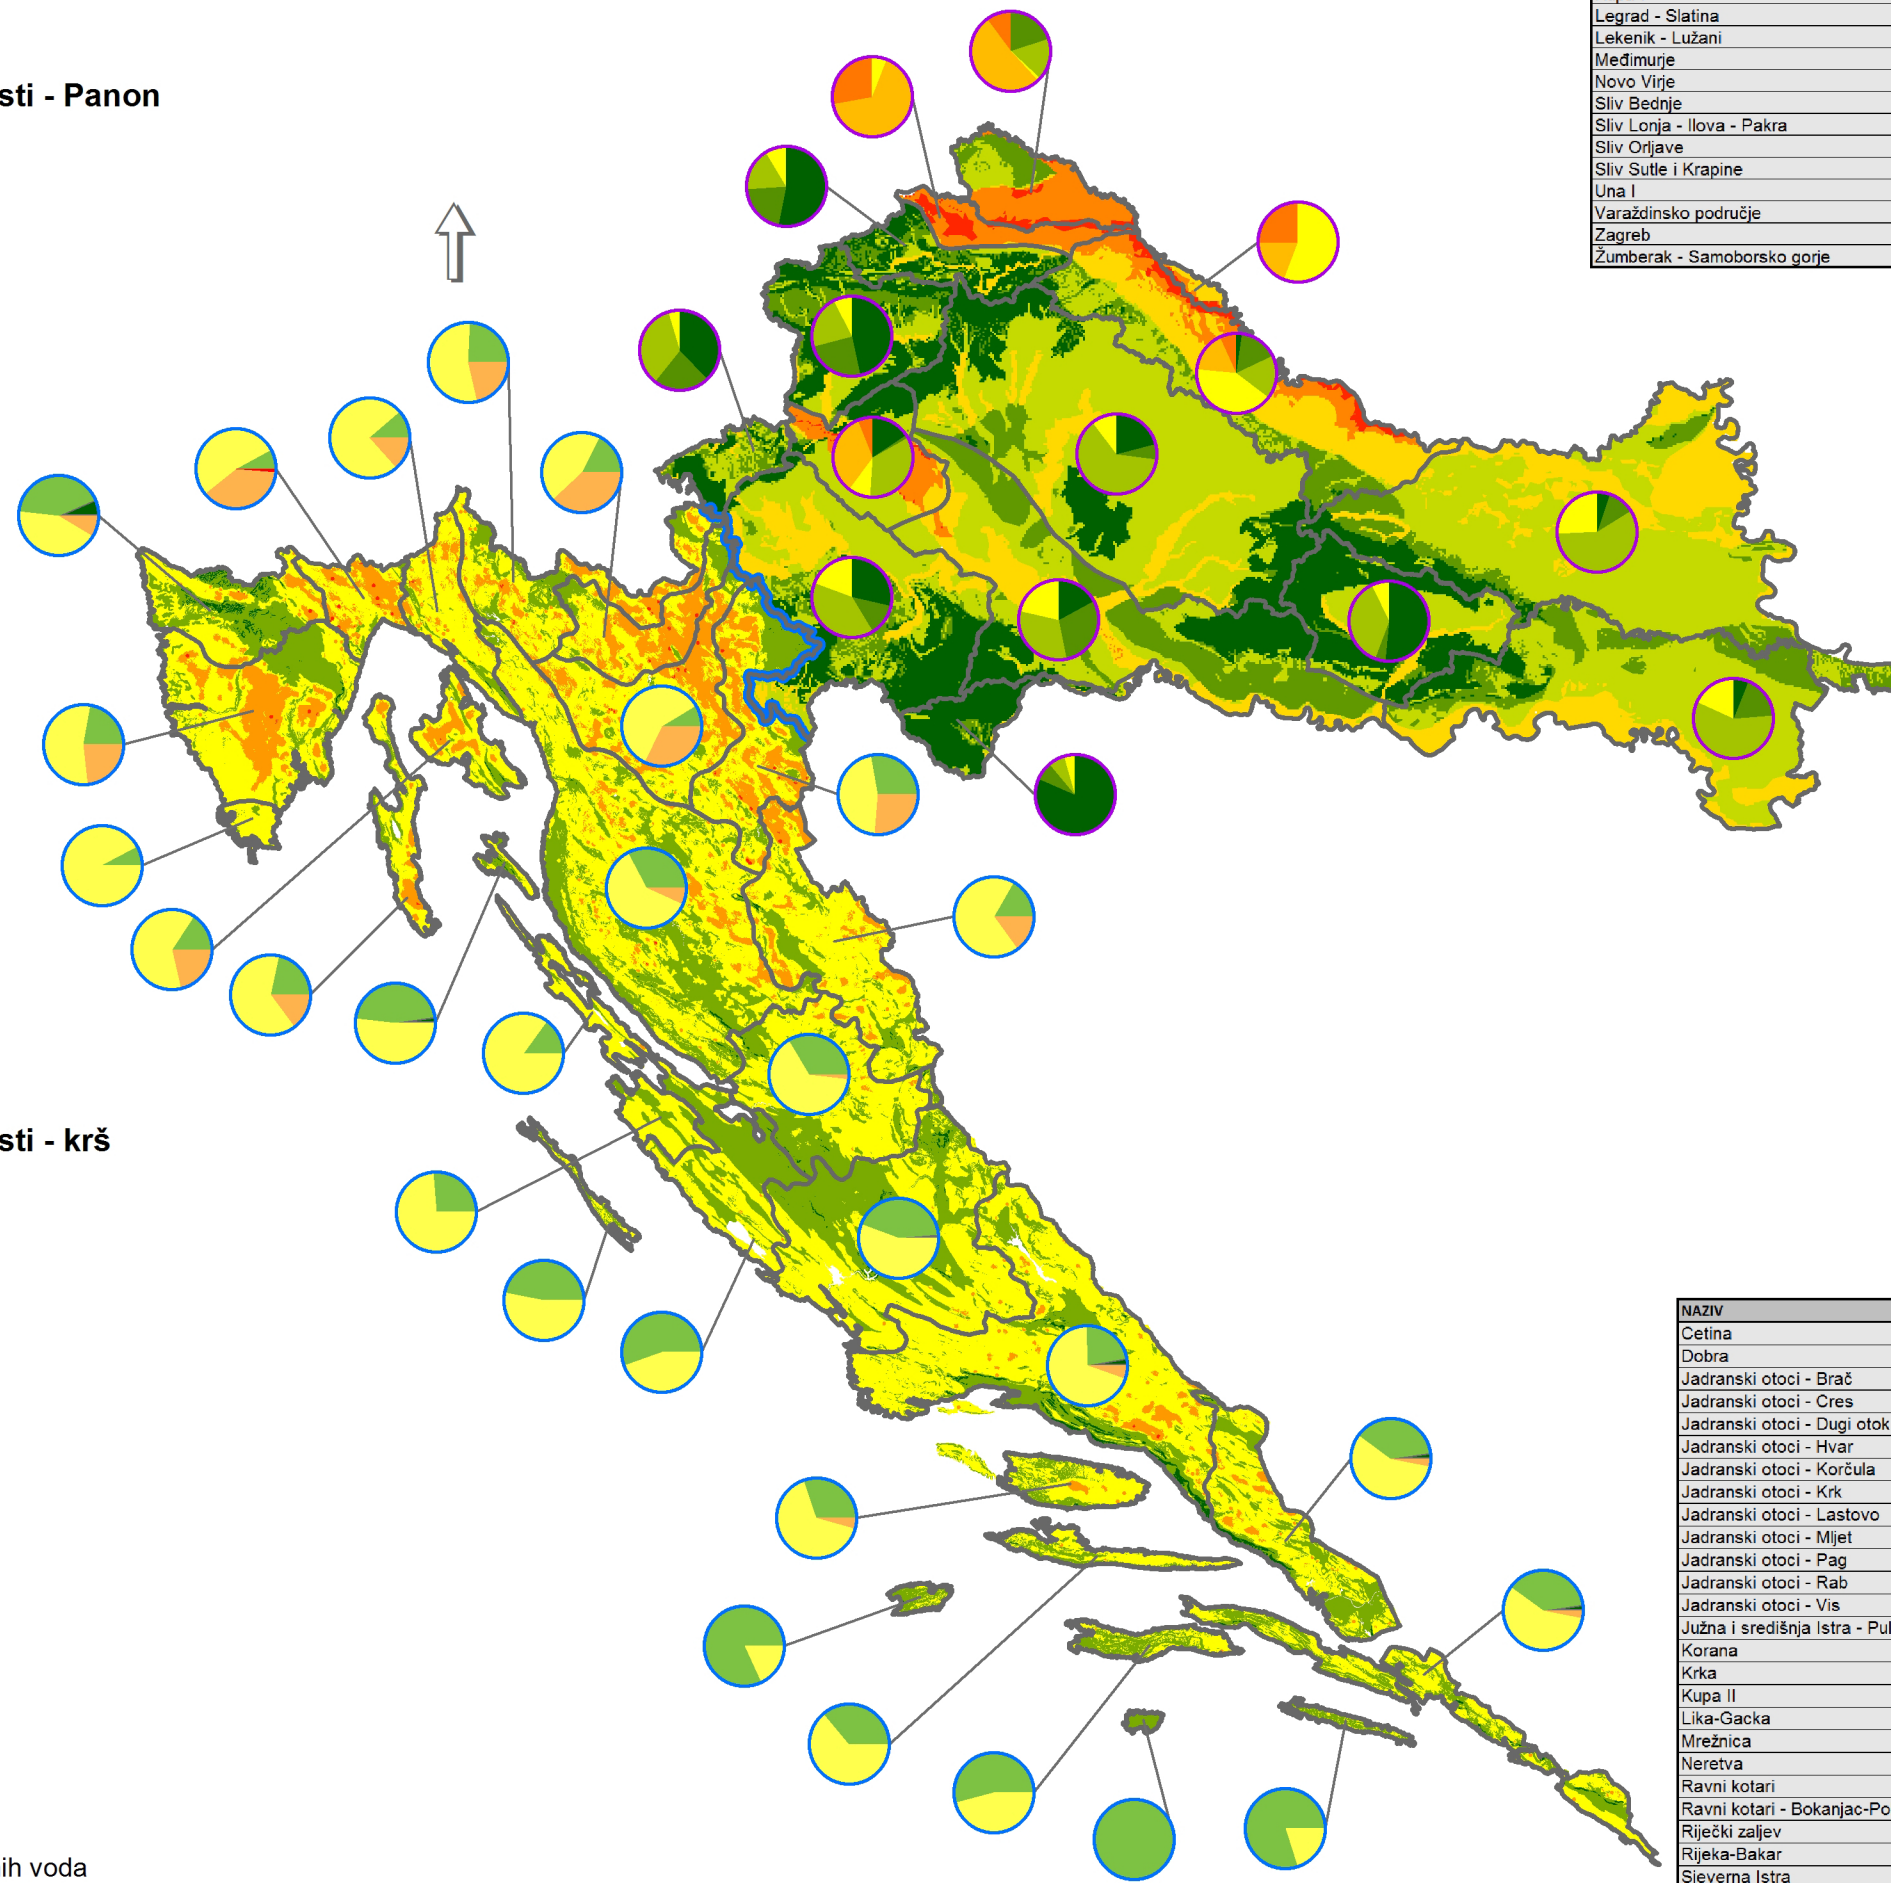 sti - Panon
Legrad - Slatina
Lekenik - Lužani
Međimurje
Novo Virje
Sliv Bednje
Sliv Lonja - Ilova - Pakra
Sliv Orljave
Sliv Sutle i Krapine
Una I
Varaždinsko područje
Zagreb
Žumberak - Samoborsko gorje
sti - krš
NAZIV
Cetina
Dobra
Jadranski otoci - Brač
Jadranski otoci - Cres
Jadranski otoci - Dugi otok
Jadranski otoci - Hvar
Jadranski otoci - Korčula
Jadranski otoci - Krk
Jadranski otoci - Lastovo
Jadranski otoci - Mljet
Jadranski otoci - Pag
Jadranski otoci - Rab
Jadranski otoci - Vis
Južna i središnja Istra - Pul
Korana
Krka
Kupa II
Lika-Gacka
Mrežnica
Neretva
Ravni kotari
Ravni kotari - Bokanjac-Po
Riječki zaljev
Rijeka-Bakar
Sjeverna Istra
ih voda